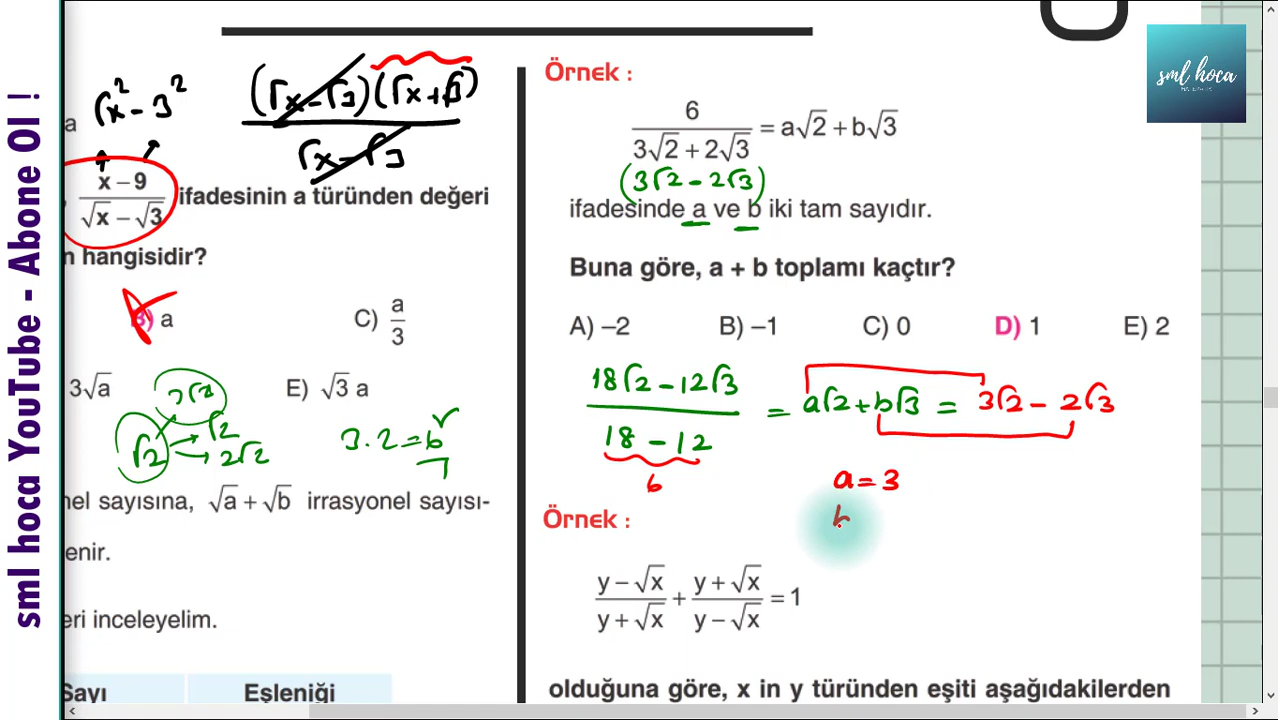 sml hoca YouTube - Abone Ol !
sml hoca
a √x² - 3²
(√x - √3)(√x + √3)
√x - √3
x – 9
√x – √3
ifadesinin a türünden değeri
n hangisidir?
B) a
C) a/3
3√a
E) √3 a
√2
√2
2√2
3.2 = 6
nel sayısına, √a + √b irrasyonel sayısı-
enir.
eri inceleyelim.
Sayı Eşleniği
Örnek :
6 / (3√2 + 2√3) = a√2 + b√3
(3√2 - 2√3)
ifadesinde a ve b iki tam sayıdır.
Buna göre, a + b toplamı kaçtır?
A) –2 B) –1 C) 0 D) 1 E) 2
18√2 - 12√3
18 - 12
= a√2 + b√3 = 3√2 - 2√3
6
a = 3
b
Örnek :
(y – √x)/(y + √x) + (y + √x)/(y – √x) = 1
olduğuna göre, x in y türünden eşiti aşağıdakilerden